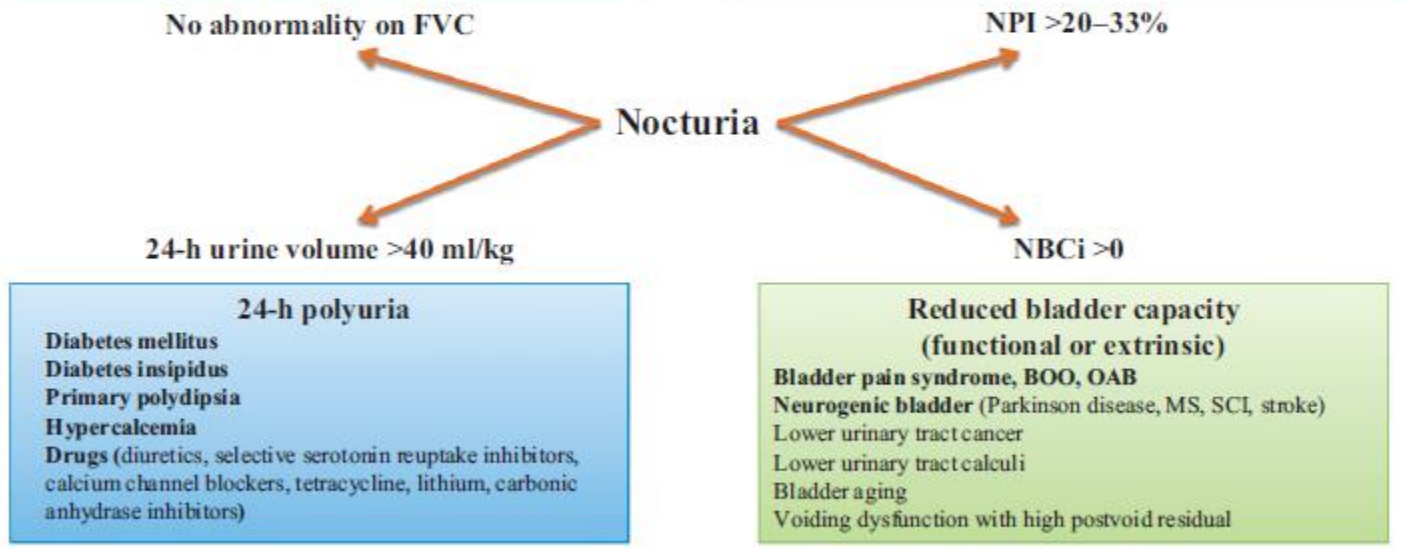 No abnormality on FVC
NPI >20–33%
Nocturia
24-h urine volume >40 ml/kg
NBCi >0
24-h polyuria
Diabetes mellitus
Diabetes insipidus
Primary polydipsia
Hypercalcemia
Drugs (diuretics, selective serotonin reuptake inhibitors,
calcium channel blockers, tetracycline, lithium, carbonic
anhydrase inhibitors)
Reduced bladder capacity
(functional or extrinsic)
Bladder pain syndrome, BOO, OAB
Neurogenic bladder (Parkinson disease, MS, SCI, stroke)
Lower urinary tract cancer
Lower urinary tract calculi
Bladder aging
Voiding dysfunction with high postvoid residual